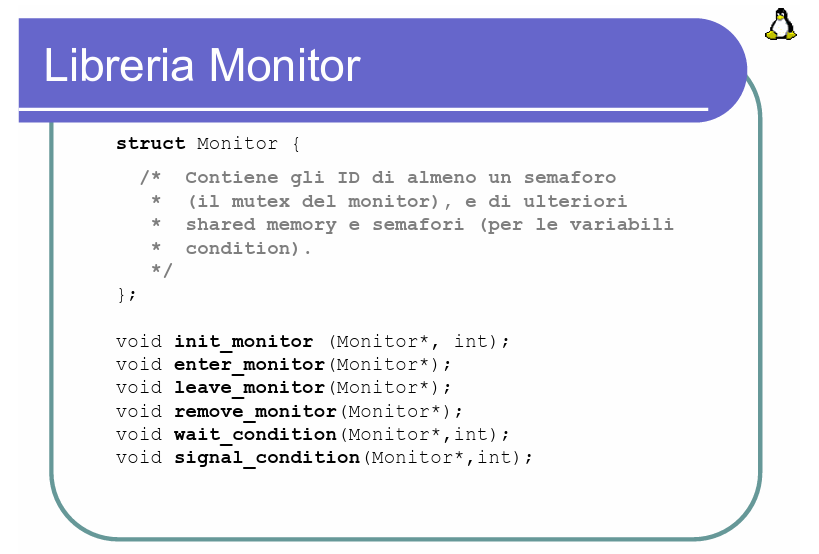 Libreria Monitor
struct Monitor {
/* Contiene gli ID di almeno un semaforo
* (il mutex del monitor), e di ulteriori
* shared memory e semafori (per le variabili
* condition).
*/
};
void init_monitor (Monitor*, int);
void enter_monitor(Monitor*);
void leave_monitor(Monitor*);
void remove_monitor(Monitor*);
void wait_condition(Monitor*,int);
void signal_condition(Monitor*,int);